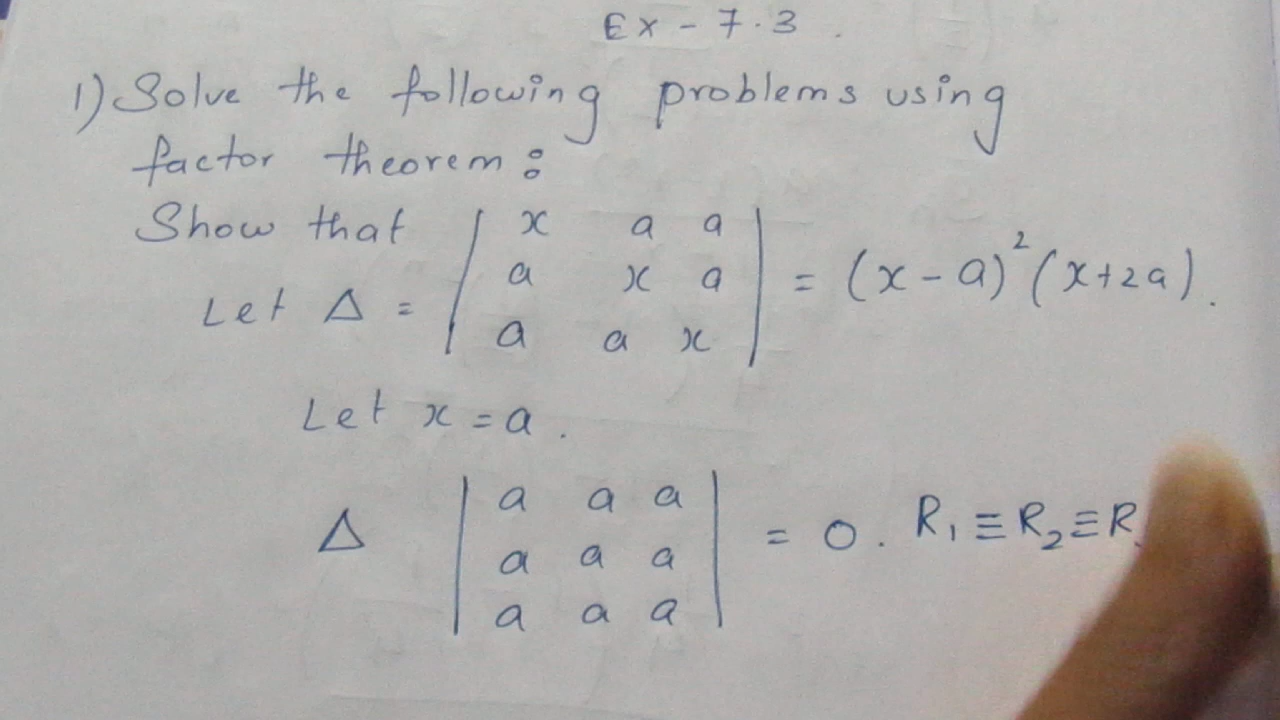 Ex - 7.3.
1) Solve the following problems using
factor theorem:
Show that | x a a |
| a x a | = (x-a)² (x+2a).
Let Δ = | a a x |
Let x = a.
Δ | a a a |
| a a a | = 0. R₁ ≡ R₂ ≡ R
| a a a |